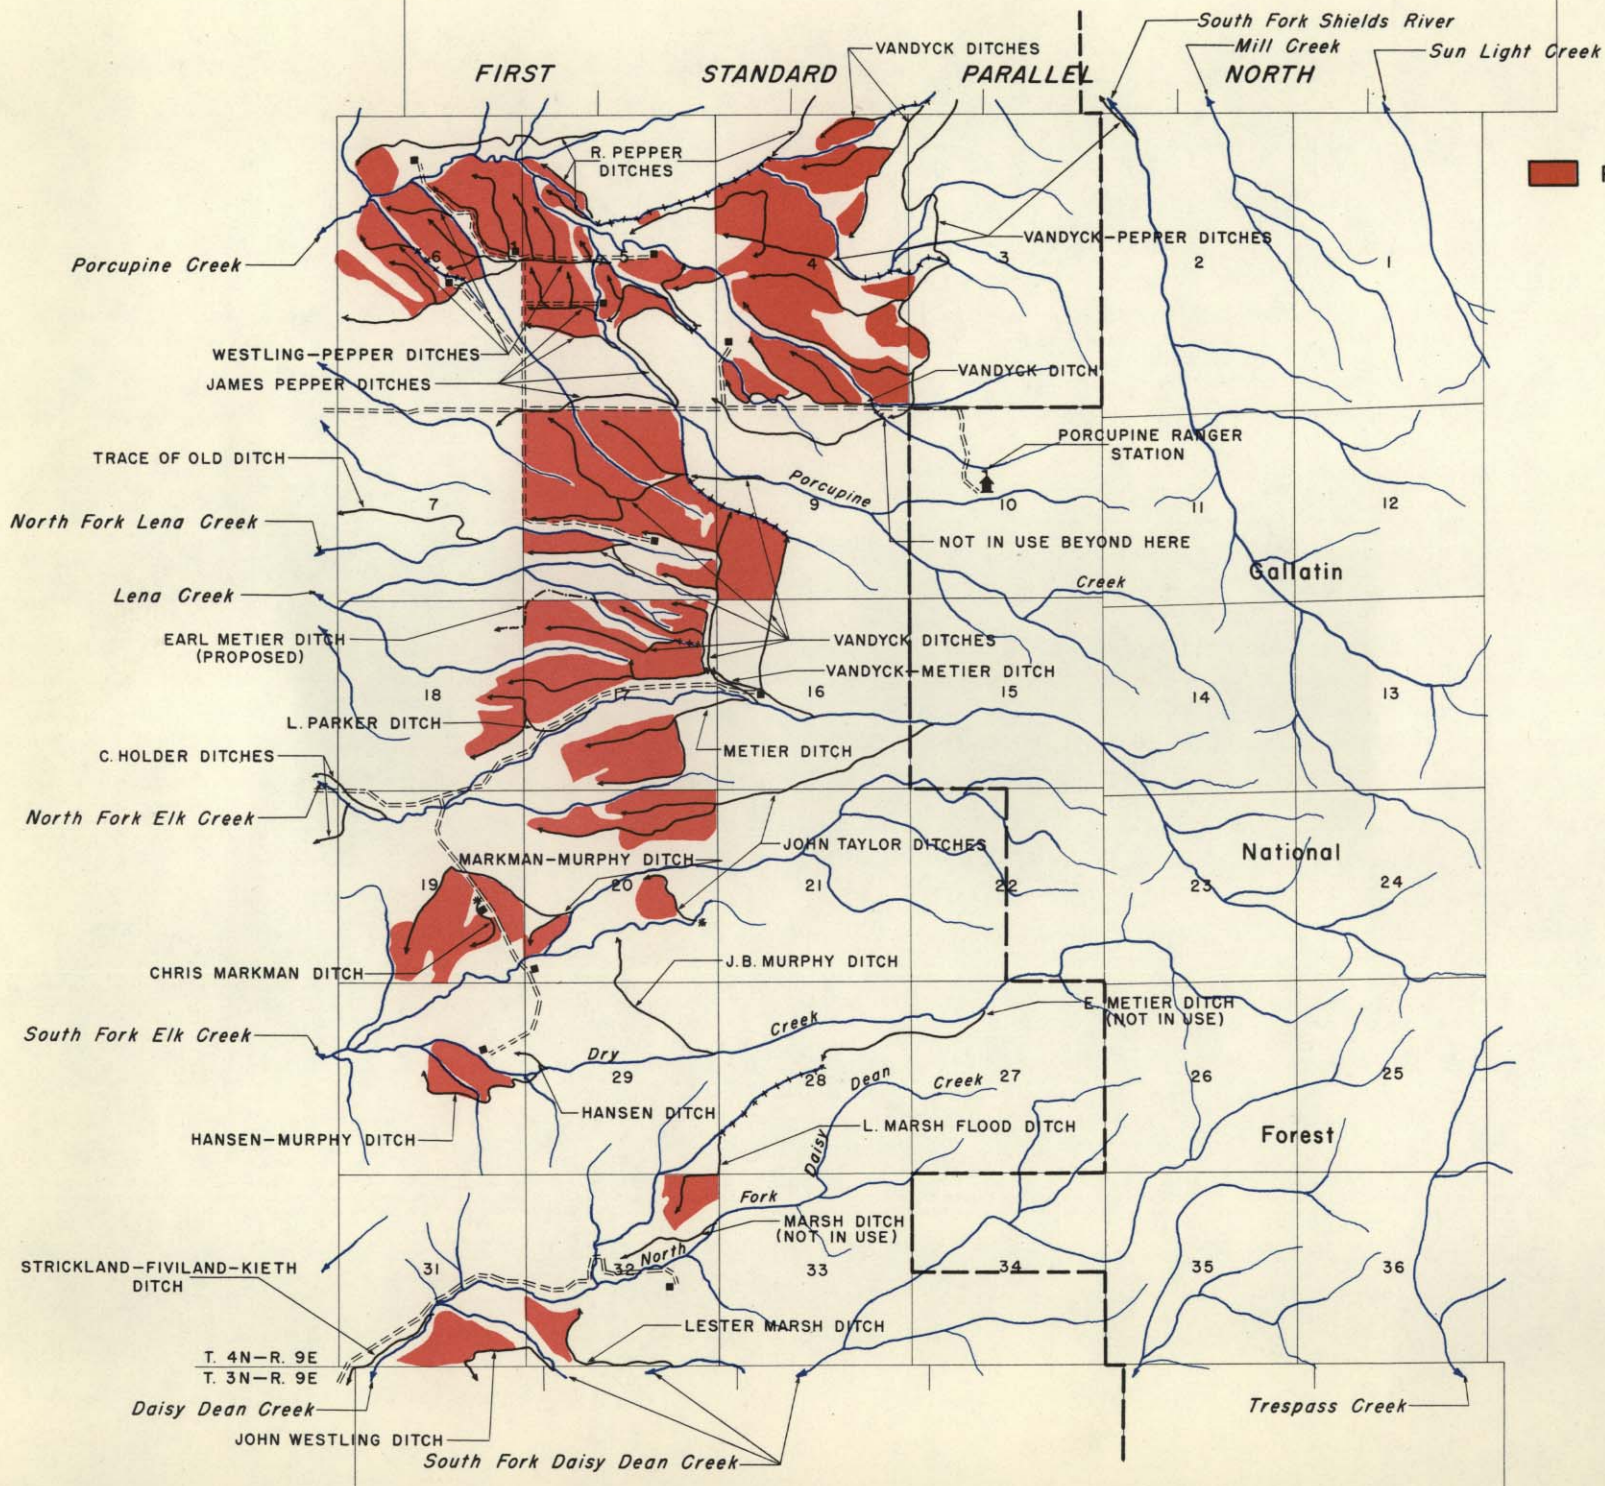 South Fork Shields River
Mill Creek
Sun Light Creek
VANDYCK DITCHES
FIRST STANDARD PARALLEL NORTH
R. PEPPER
DITCHES
Porcupine Creek
VANDYCK-PEPPER DITCHES
6
5
4
3
2
1
WESTLING-PEPPER DITCHES
JAMES PEPPER DITCHES
VANDYCK DITCH
PORCUPINE RANGER
STATION
TRACE OF OLD DITCH
Porcupine
7
9
10
11
12
North Fork Lena Creek
NOT IN USE BEYOND HERE
Creek
Gallatin
Lena Creek
EARL METIER DITCH
(PROPOSED)
VANDYCK DITCHES
VANDYCK-METIER DITCH
18
17
16
15
14
13
L. PARKER DITCH
METIER DITCH
C. HOLDER DITCHES
North Fork Elk Creek
JOHN TAYLOR DITCHES
National
MARKMAN-MURPHY DITCH
19
20
21
22
23
24
CHRIS MARKMAN DITCH
J.B. MURPHY DITCH
E. METIER DITCH
(NOT IN USE)
South Fork Elk Creek
Dry
Creek
29
28
Dean
Creek
27
26
25
HANSEN DITCH
HANSEN-MURPHY DITCH
L. MARSH FLOOD DITCH
Forest
Daisy
Fork
MARSH DITCH
(NOT IN USE)
North
STRICKLAND-FIVILAND-KIETH
DITCH
31
32
33
34
35
36
LESTER MARSH DITCH
T. 4N-R. 9E
T. 3N-R. 9E
Daisy Dean Creek
Trespass Creek
JOHN WESTLING DITCH
South Fork Daisy Dean Creek